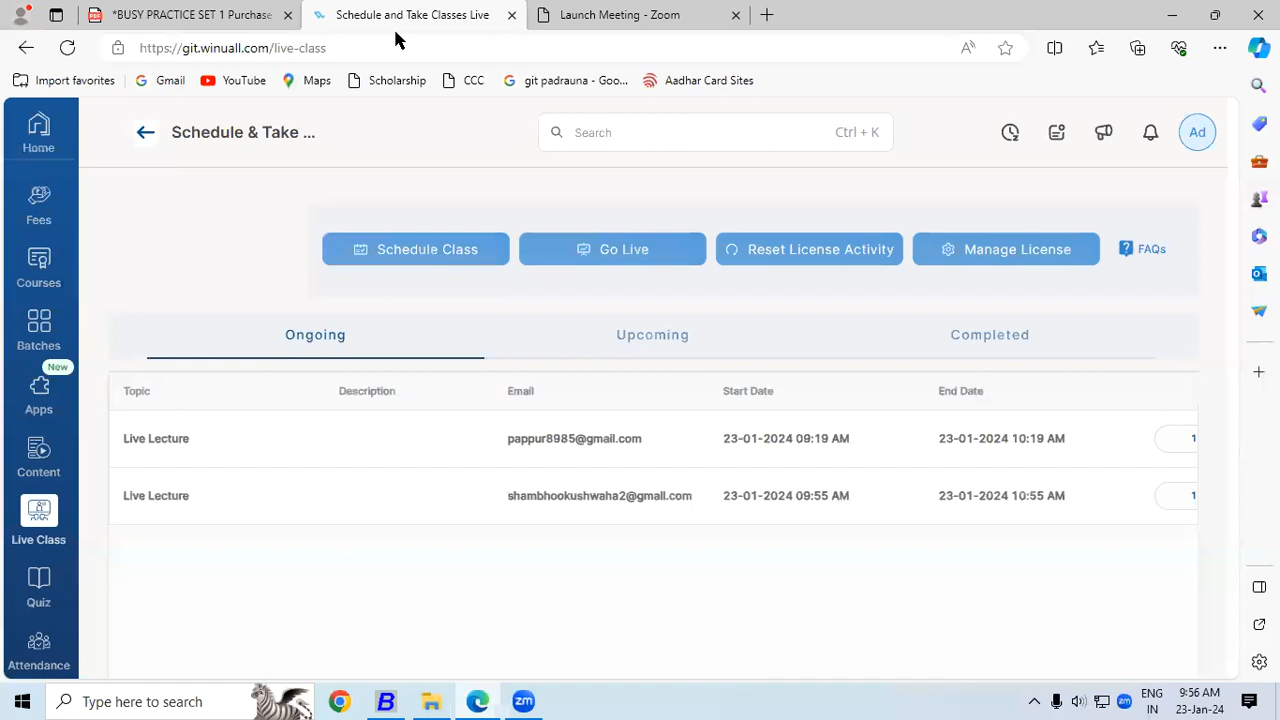 *BUSY PRACTICE SET 1 Purchase
Schedule and Take Classes Live
Launch Meeting - Zoom
https://git.winuall.com/live-class
Import favorites
Gmail
YouTube
Maps
Scholarship
CCC
git padrauna - Goo...
Aadhar Card Sites
Home
Schedule & Take ...
Search
Ctrl + K
Ad
Fees
Schedule Class
Go Live
Reset License Activity
Manage License
FAQs
Courses
Batches
Ongoing
Upcoming
Completed
New
Apps
Topic
Description
Email
Start Date
End Date
Live Lecture
pappur8985@gmail.com
23-01-2024 09:19 AM
23-01-2024 10:19 AM
1
Content
Live Lecture
shambhookushwaha2@gmail.com
23-01-2024 09:55 AM
23-01-2024 10:55 AM
1
Live Class
Quiz
Attendance
Type here to search
B
zm
zm
ENG
IN
9:56 AM
23-Jan-24